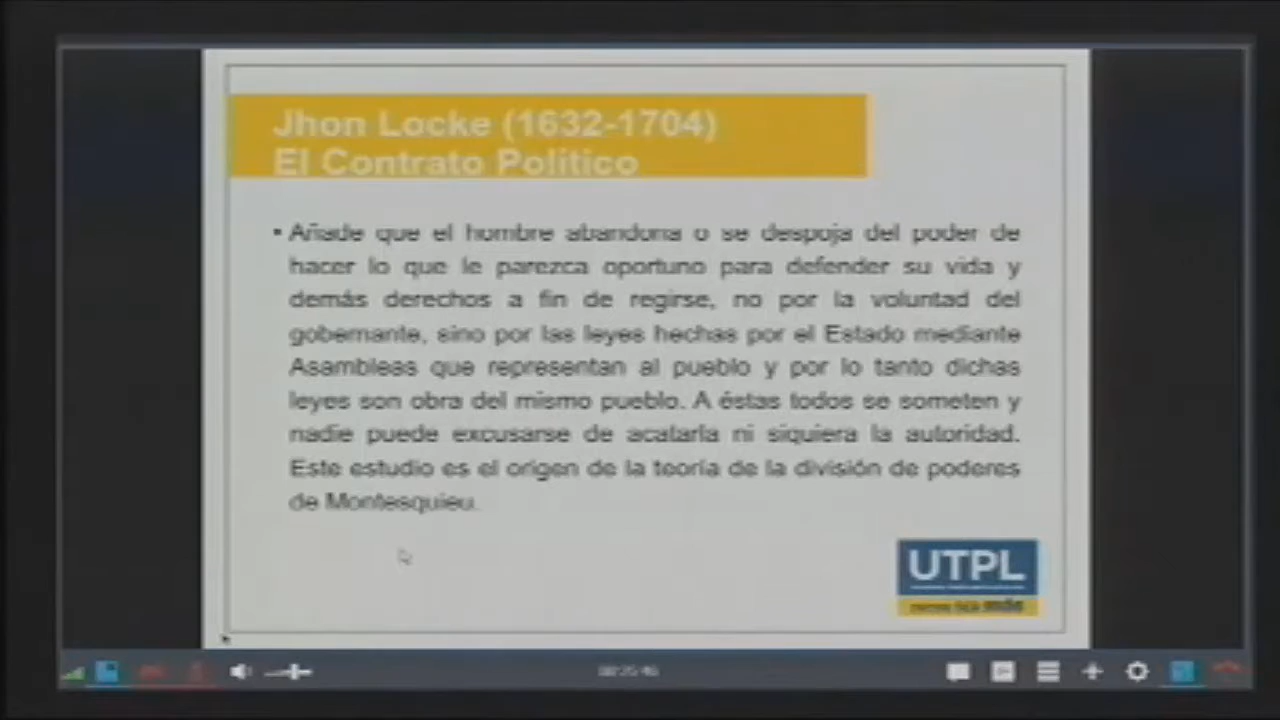 Jhon Locke (1632-1704)
El Contrato Político
• Añade que el hombre abandona o se despoja del poder de
hacer lo que le parezca oportuno para defender su vida y
demás derechos a fin de regirse, no por la voluntad del
gobernante, sino por las leyes hechas por el Estado mediante
Asambleas que representan al pueblo y por lo tanto dichas
leyes son obra del mismo pueblo. A éstas todos se someten y
nadie puede excusarse de acatarla ni siquiera la autoridad.
Este estudio es el origen de la teoría de la división de poderes
de Montesquieu.
UTPL
más